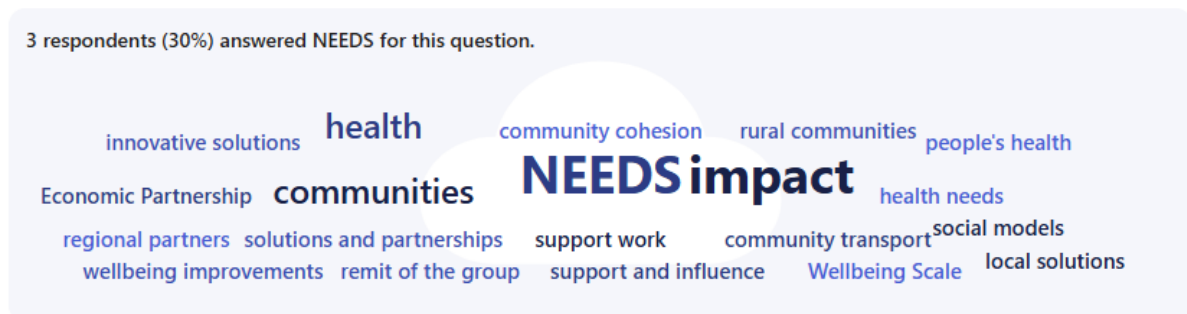 3 respondents (30%) answered NEEDS for this question.
health
innovative solutions
community cohesion
rural communities
people's health
NEEDS impact
Economic Partnership
communities
health needs
social models
regional partners
solutions and partnerships
support work
community transport
local solutions
wellbeing improvements
remit of the group
support and influence
Wellbeing Scale